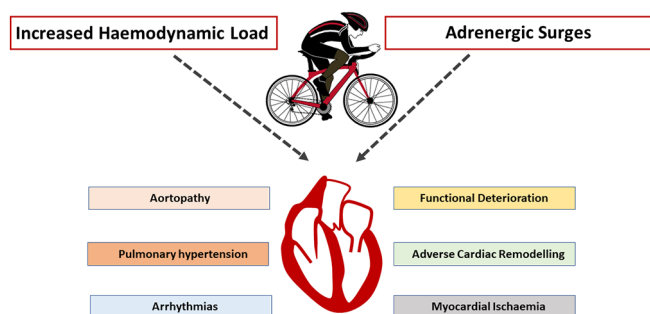 Increased Haemodynamic Load
Adrenergic Surges
Aortopathy
Functional Deterioration
Pulmonary hypertension
Adverse Cardiac Remodelling
Arrhythmias
Myocardial Ischaemia